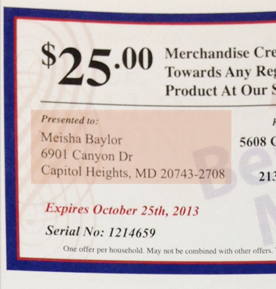 $25.00
Merchandise Cre
Towards Any Reg
Product At Our S
Presented to:
Meisha Baylor
6901 Canyon Dr
Capitol Heights, MD 20743-2708
5608 C
213
Expires October 25th, 2013
Serial No: 1214659
One offer per household. May not be combined with other offers.